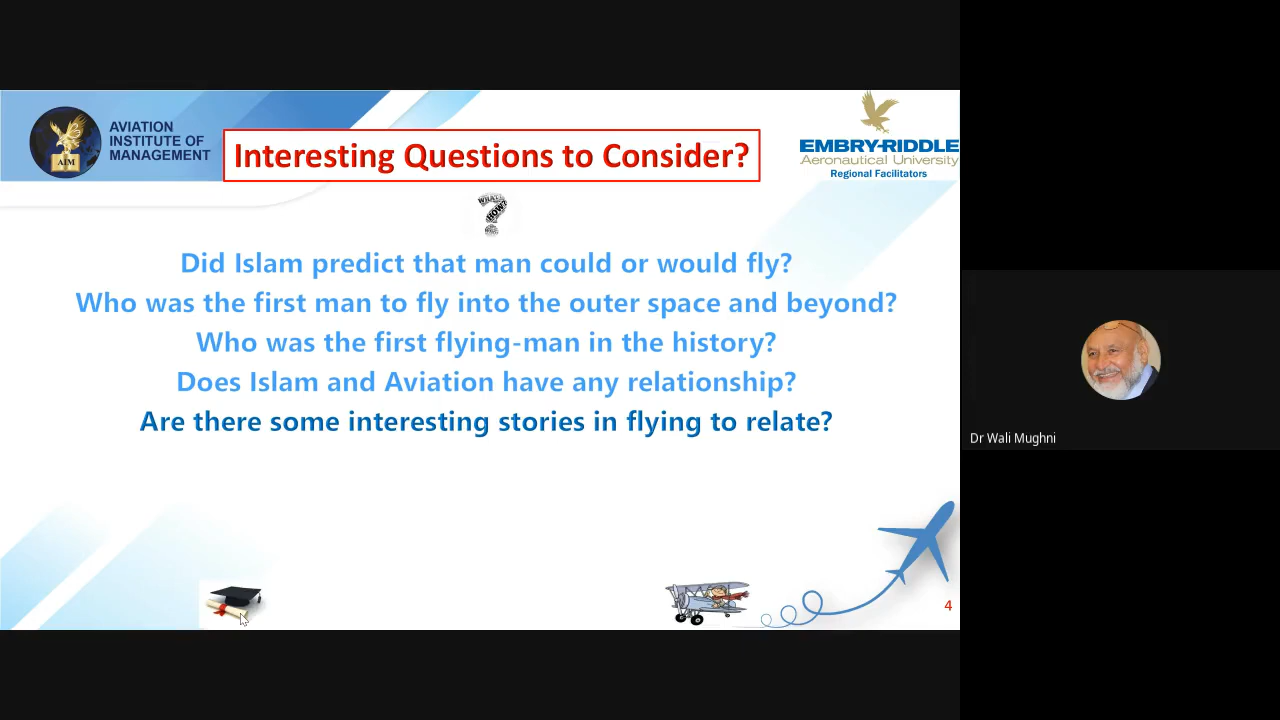 AVIATION
INSTITUTE OF
MANAGEMENT
AIM
Interesting Questions to Consider?
EMBRY-RIDDLE
Aeronautical University
Regional Facilitators
WHAT?
HOW?
Did Islam predict that man could or would fly?
Who was the first man to fly into the outer space and beyond?
Who was the first flying-man in the history?
Does Islam and Aviation have any relationship?
Are there some interesting stories in flying to relate?
Dr Wali Mughni
4